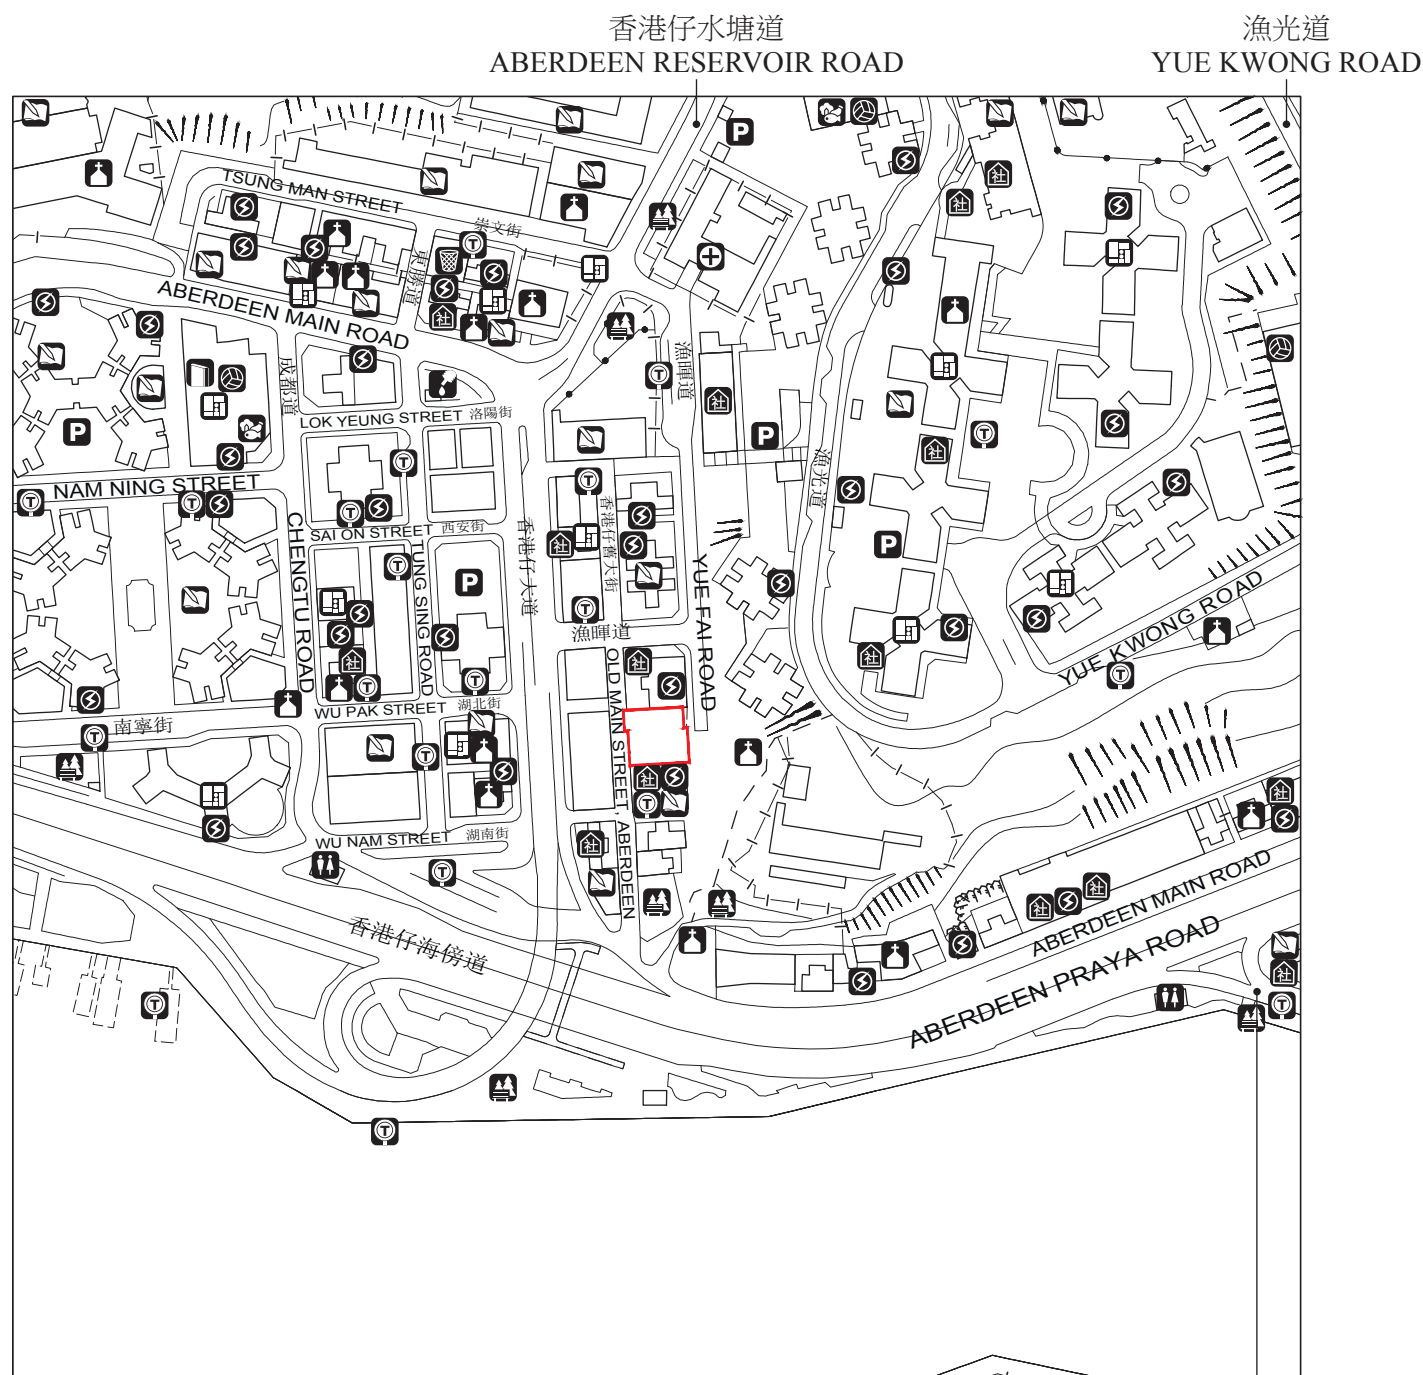 香港仔水塘道
ABERDEEN RESERVOIR ROAD
漁光道
YUE KWONG ROAD
P
TSUNG MAN STREET
崇文街
東勝道
社
社
ABERDEEN MAIN ROAD
成都道
漁暉道
LOK YEUNG STREET 洛陽街
P
P
T
NAM NING STREET
SAI ON STREET 西安街
香港仔大道
香港仔舊大街
漁光道
CHENGTU ROAD
TUNG SING ROAD
P
P
YUE FAI ROAD
漁暉道
YUE KWONG ROAD
OLD MAIN STREET, ABERDEEN
WU PAK STREET 湖北街
南寧街
WU NAM STREET 湖南街
香港仔海傍道
ABERDEEN MAIN ROAD
ABERDEEN PRAYA ROAD